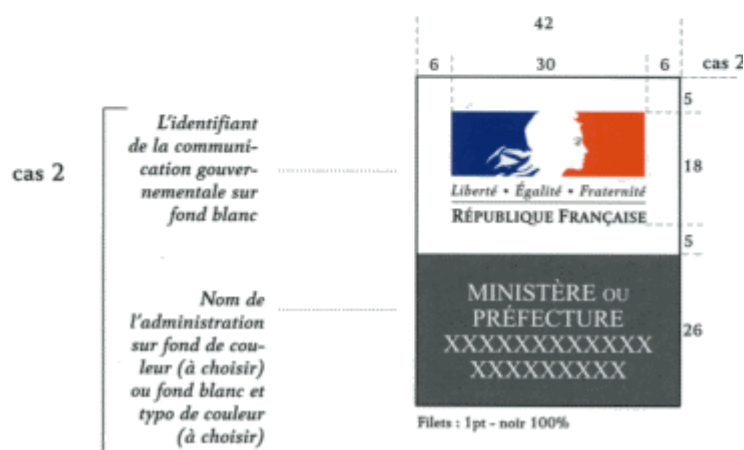 42
6 30 6 cas 2
5
L'identifiant
de la communi-
cation gouver-
nementale sur
fond blanc
cas 2
18
Liberté • Égalité • Fraternité
RÉPUBLIQUE FRANÇAISE
5
Nom de
l'administration
sur fond de cou-
leur (à choisir)
ou fond blanc et
typo de couleur
(à choisir)
MINISTÈRE OU
PRÉFECTURE
XXXXXXXXXXXX
XXXXXXXXX
26
Filets : 1pt - noir 100%